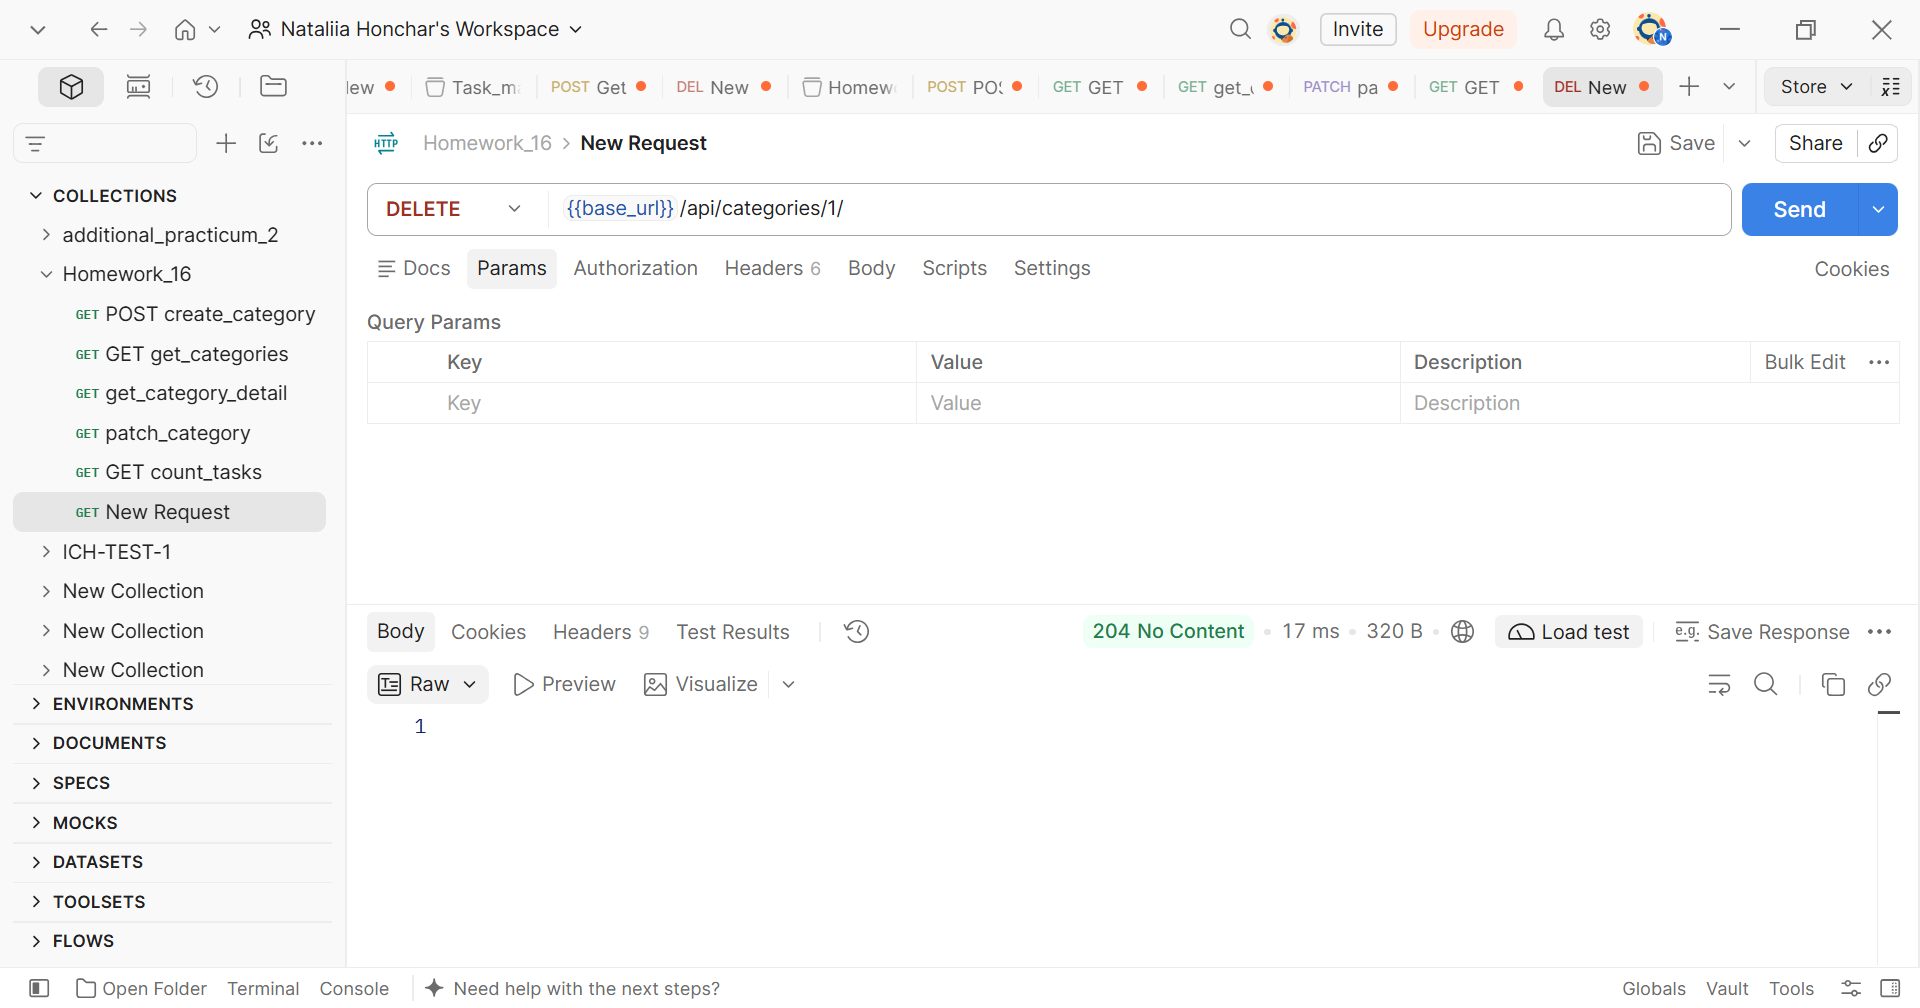 Nataliia Honchar's Workspace
Invite
Upgrade
N
lew
Task_m
POST Get
DEL New
Homew
POST POS
GET GET
GET get_c
PATCH pa
GET GET
DEL New
Store
HTTP
Homework_16 > New Request
Save
Share
COLLECTIONS
additional_practicum_2
Homework_16
GET POST create_category
GET GET get_categories
GET get_category_detail
GET patch_category
GET GET count_tasks
GET New Request
ICH-TEST-1
New Collection
New Collection
New Collection
ENVIRONMENTS
DOCUMENTS
SPECS
MOCKS
DATASETS
TOOLSETS
FLOWS
DELETE
{{base_url}} /api/categories/1/
Send
Docs
Params
Authorization
Headers 6
Body
Scripts
Settings
Cookies
Query Params
Key
Value
Description
Bulk Edit
Key
Value
Description
Body
Cookies
Headers 9
Test Results
204 No Content
17 ms
320 B
Load test
e.g. Save Response
Raw
Preview
Visualize
1
Open Folder
Terminal
Console
Need help with the next steps?
Globals
Vault
Tools